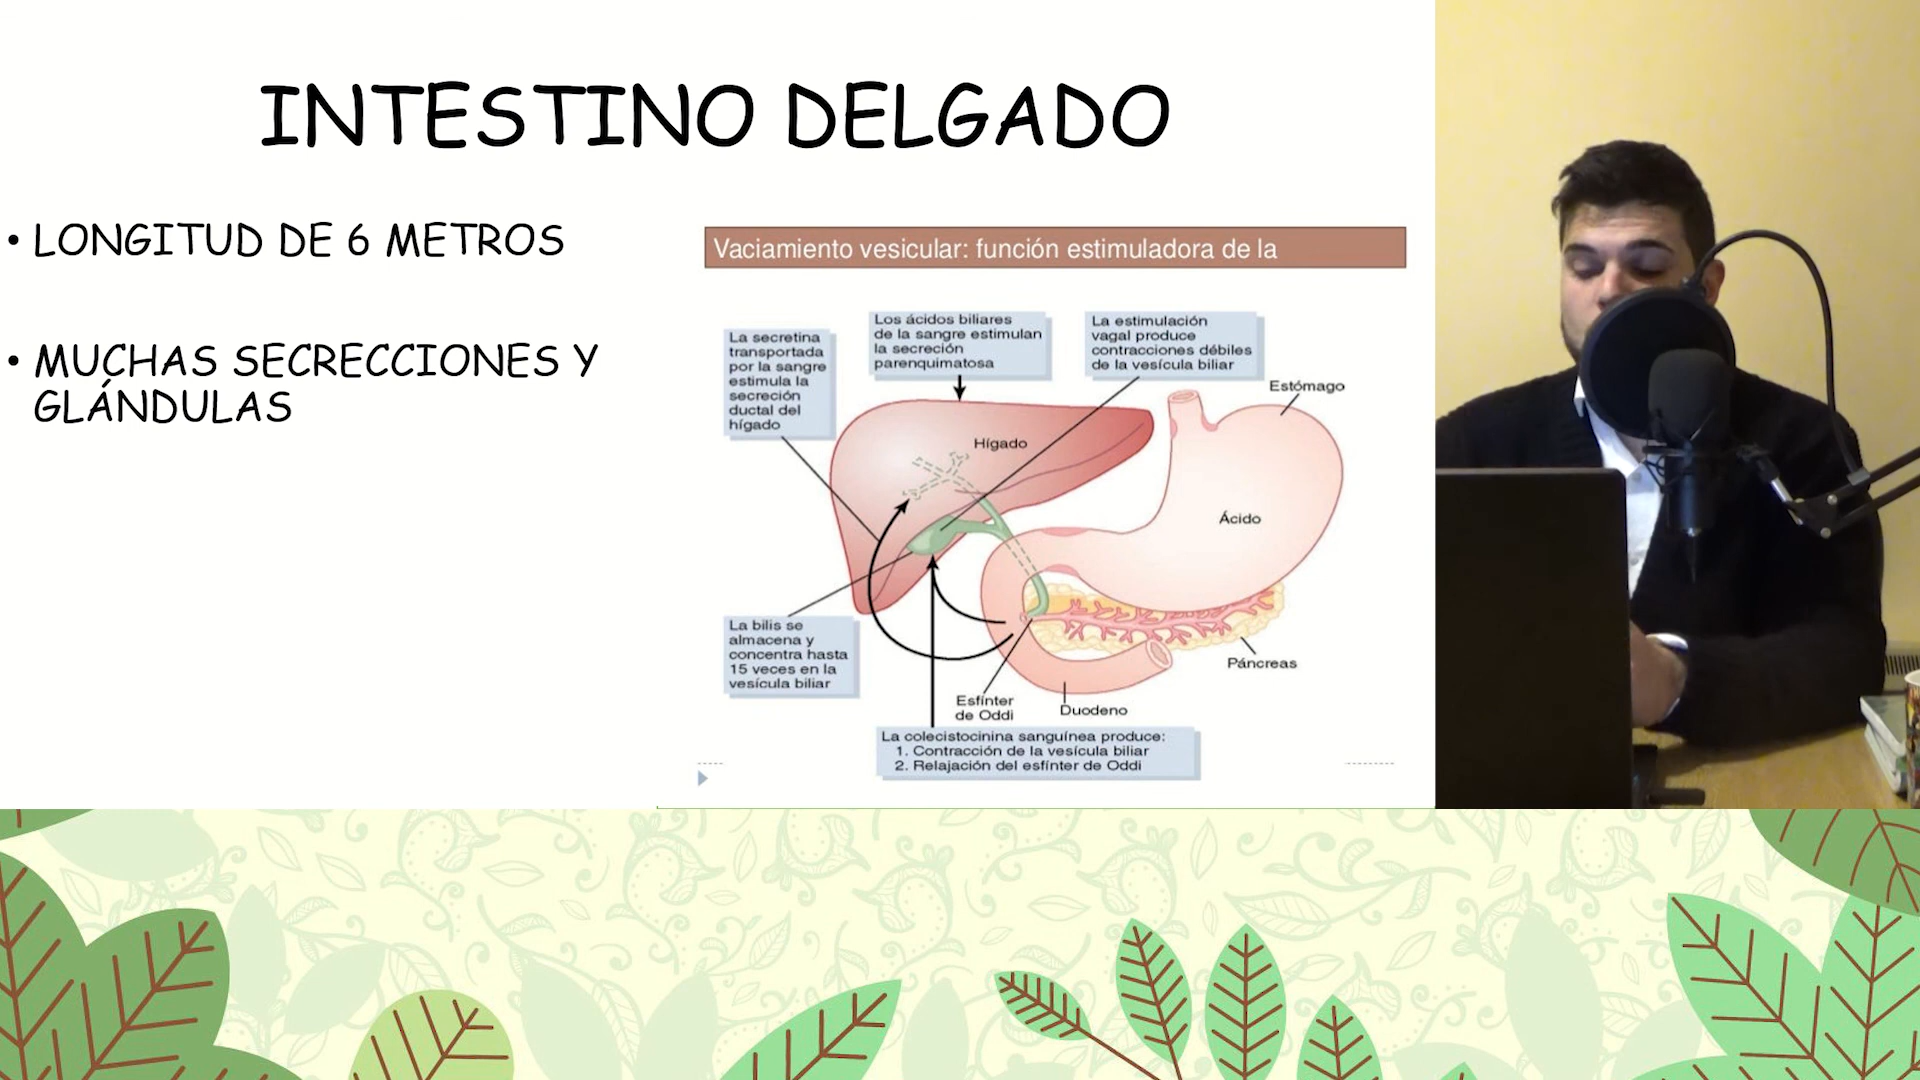 INTESTINO DELGADO
• LONGITUD DE 6 METROS
• MUCHAS SECRECCIONES Y
GLÁNDULAS
Vaciamiento vesicular: función estimuladora de la
La secretina
transportada
por la sangre
estimula la
secreción
ductal del
hígado
Los ácidos biliares
de la sangre estimulan
la secreción
parenquimatosa
La estimulación
vagal produce
contracciones débiles
de la vesícula biliar
Estómago
Hígado
Ácido
La bilis se
almacena y
concentra hasta
15 veces en la
vesícula biliar
Páncreas
Esfínter
de Oddi
Duodeno
La colecistocinina sanguínea produce:
1. Contracción de la vesícula biliar
2. Relajación del esfínter de Oddi